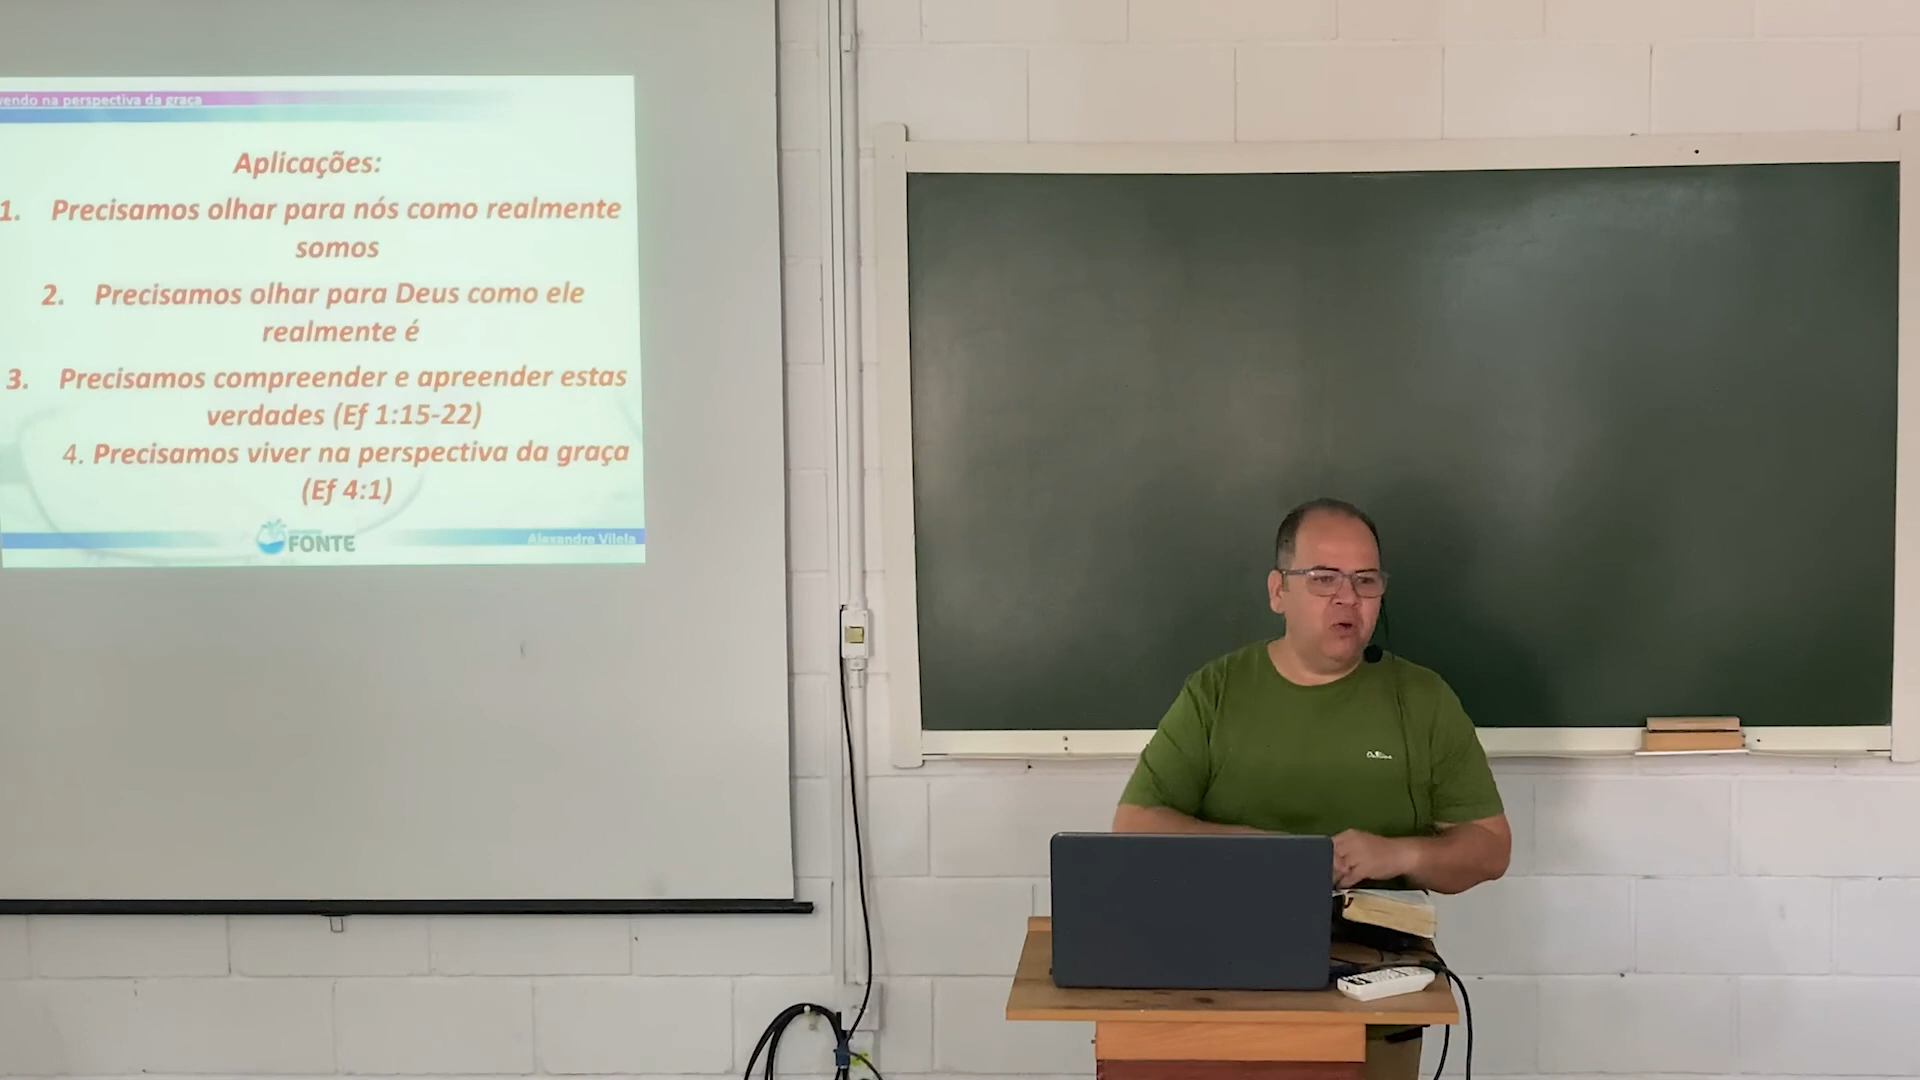 endo na perspectiva da graça
Aplicações:
1. Precisamos olhar para nós como realmente
somos
2. Precisamos olhar para Deus como ele
realmente é
3. Precisamos compreender e apreender estas
verdades (Ef 1:15-22)
4. Precisamos viver na perspectiva da graça
(Ef 4:1)
FONTE
Alexandre Vilela